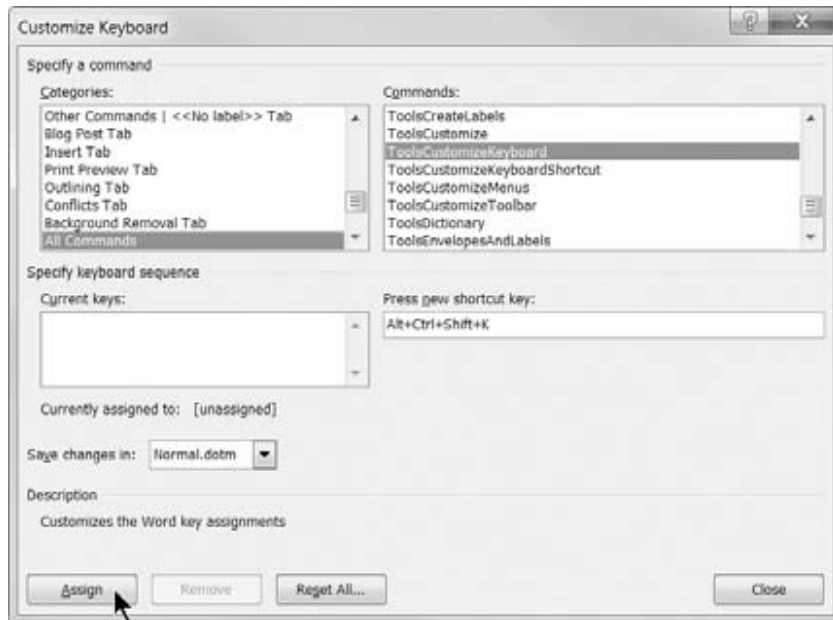 Customize Keyboard
Specify a command
Categories:
Commands:
Other Commands | <<No label>> Tab
Blog Post Tab
Insert Tab
Print Preview Tab
Outlining Tab
Conflicts Tab
Background Removal Tab
All Commands
ToolsCreateLabels
ToolsCustomize
ToolsCustomizeKeyboard
ToolsCustomizeKeyboardShortcut
ToolsCustomizeMenus
ToolsCustomizeToolbar
ToolsDictionary
ToolsEnvelopesAndLabels
Specify keyboard sequence
Current keys:
Press new shortcut key:
Alt+Ctrl+Shift+K
Currently assigned to: [unassigned]
Save changes in: Normal.dotm
Description
Customizes the Word key assignments
Assign Remove Reset All... Close